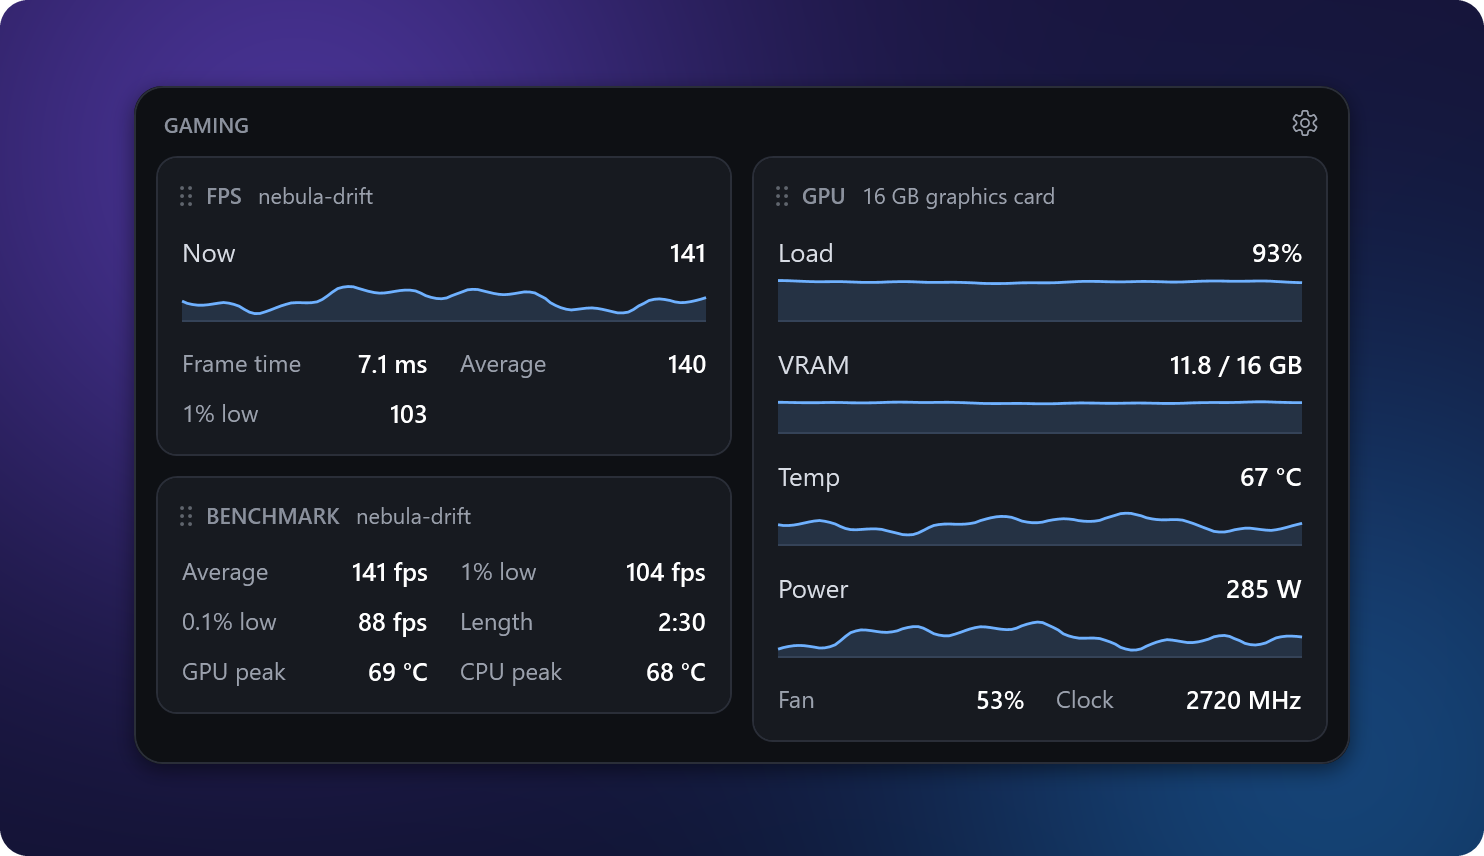 GAMING
FPS nebula-drift
Now 141
Frame time 7.1 ms Average 140
1% low 103
BENCHMARK nebula-drift
Average 141 fps 1% low 104 fps
0.1% low 88 fps Length 2:30
GPU peak 69 °C CPU peak 68 °C
GPU 16 GB graphics card
Load 93%
VRAM 11.8 / 16 GB
Temp 67 °C
Power 285 W
Fan 53% Clock 2720 MHz